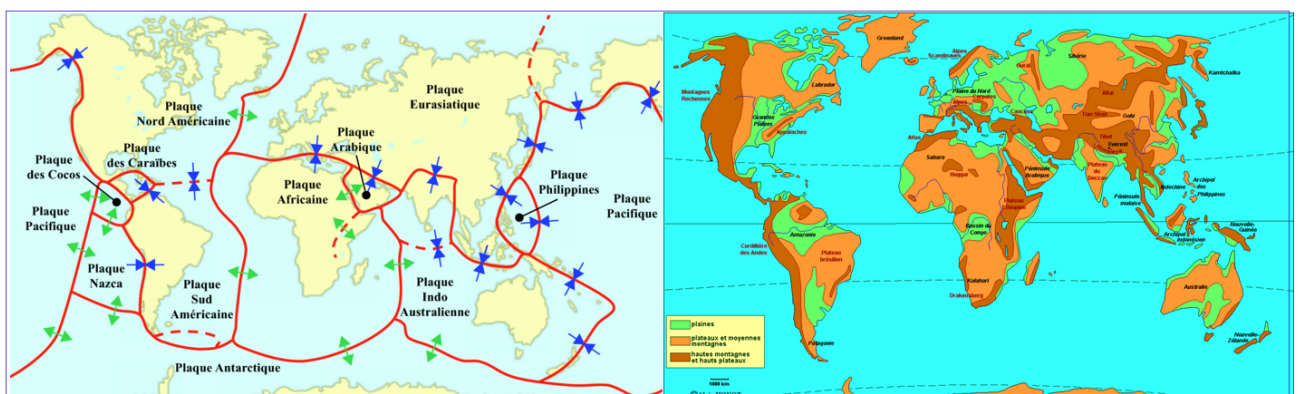 Plaque
Nord Américaine
Plaque
Eurasiatique
Plaque
des Caraïbes
Plaque
des Cocos
Plaque
Arabique
Plaque
Africaine
Plaque
Philippines
Plaque
Pacifique
Plaque
Pacifique
Plaque
Nazca
Plaque
Sud
Américaine
Plaque
Indo
Australienne
Plaque Antarctique
Groenland
Alpes
Scandinaves
Sibérie
Oural
Kamtchatka
Montagnes
Rocheuses
Labrador
Plaine du Nord
Alpes
Caucase
Altaï
Grandes
Plaines
Appalaches
Tian Shan
Gobi
Atlas
Tibet
Everest
Sahara
Hoggar
Péninsule
Arabique
Plateau
du
Deccan
Indochine
Archipel
des
Philippines
Plateau
Ethiopien
Péninsule
malaise
Amazonie
Bassin du
Congo
Nouvelle-
Guinée
Archipel
Indonésien
Cordillère
des Andes
Plateau
brésilien
Kalahari
Drakensberg
Australie
Patagonie
Nouvelle-
Zélande
plaines
plateaux et moyennes
montagnes
hautes montagnes
et hauts plateaux
1000 km